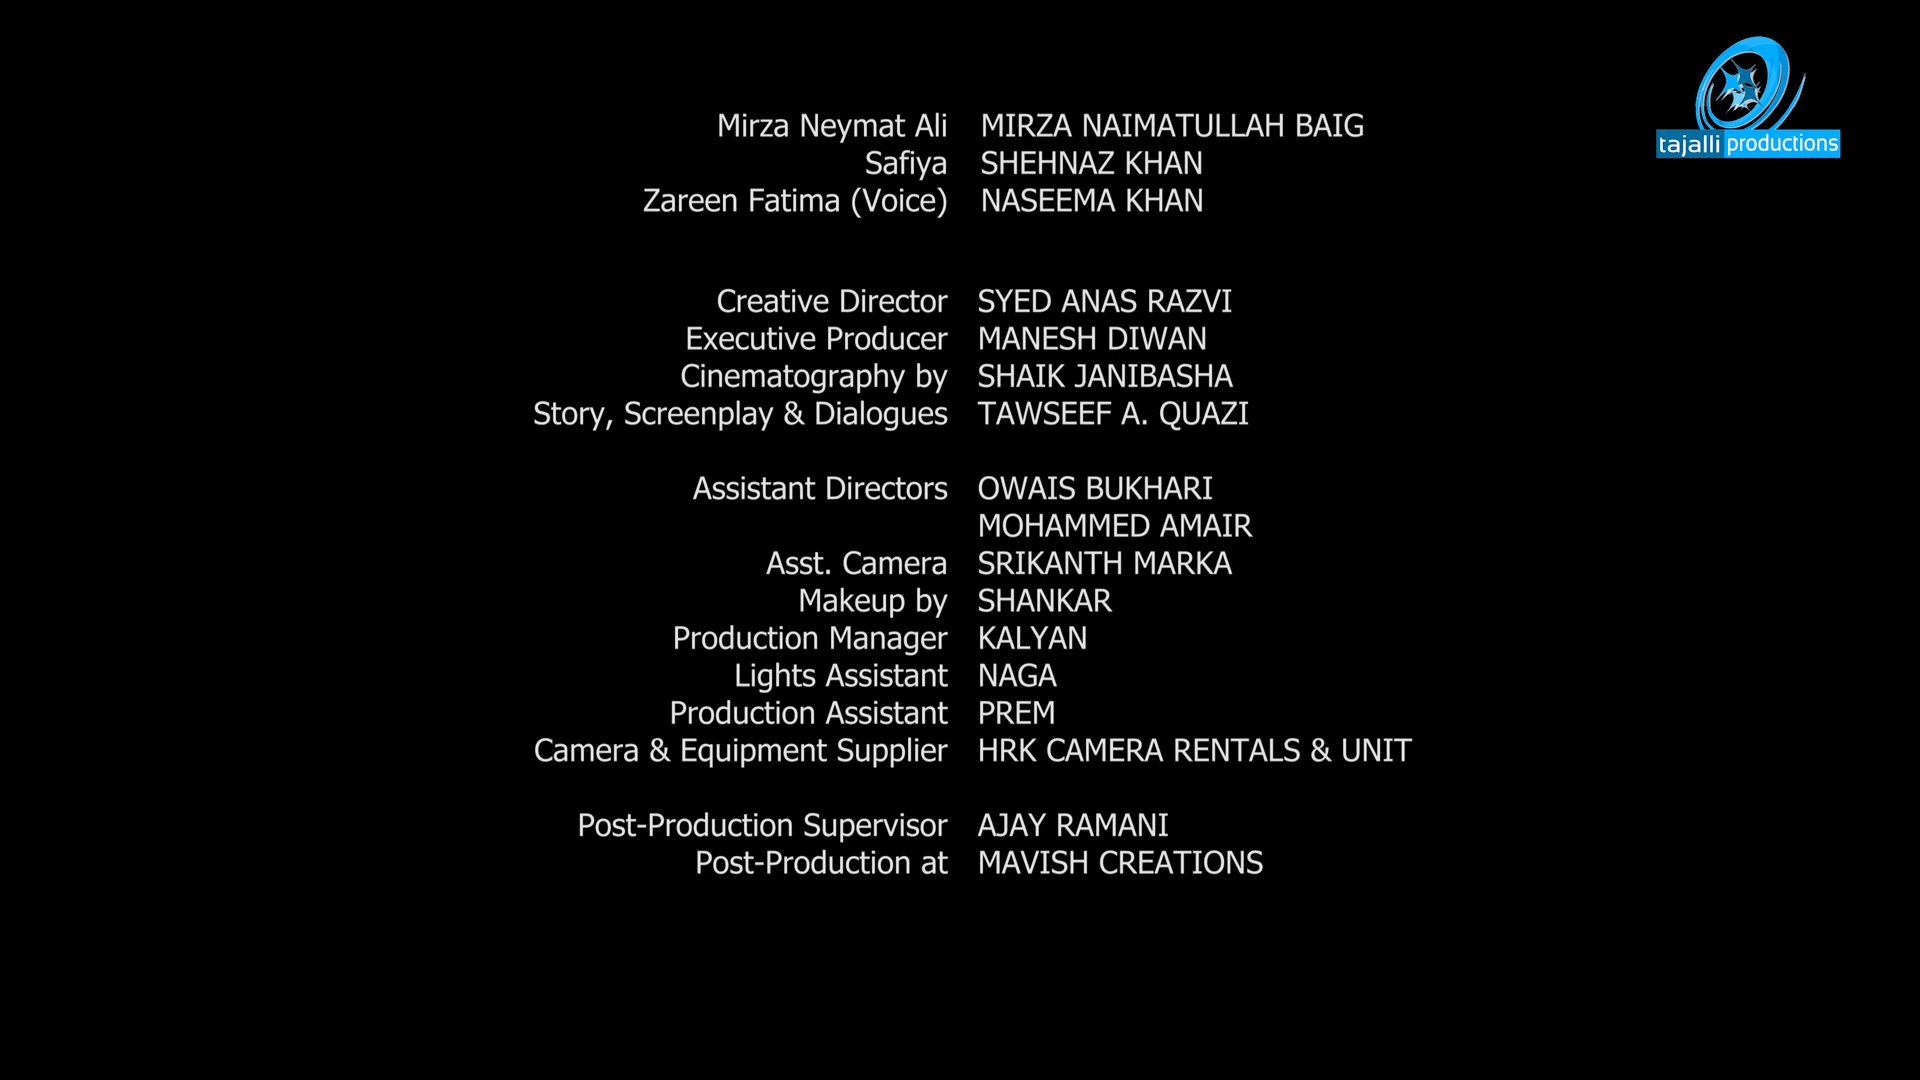 Mirza Neymat Ali MIRZA NAIMATULLAH BAIG
Safiya SHEHNAZ KHAN
Zareen Fatima (Voice) NASEEMA KHAN
Creative Director SYED ANAS RAZVI
Executive Producer MANESH DIWAN
Cinematography by SHAIK JANIBASHA
Story, Screenplay & Dialogues TAWSEEF A. QUAZI
Assistant Directors OWAIS BUKHARI
MOHAMMED AMAIR
Asst. Camera SRIKANTH MARKA
Makeup by SHANKAR
Production Manager KALYAN
Lights Assistant NAGA
Production Assistant PREM
Camera & Equipment Supplier HRK CAMERA RENTALS & UNIT
Post-Production Supervisor AJAY RAMANI
Post-Production at MAVISH CREATIONS
tajalli productions